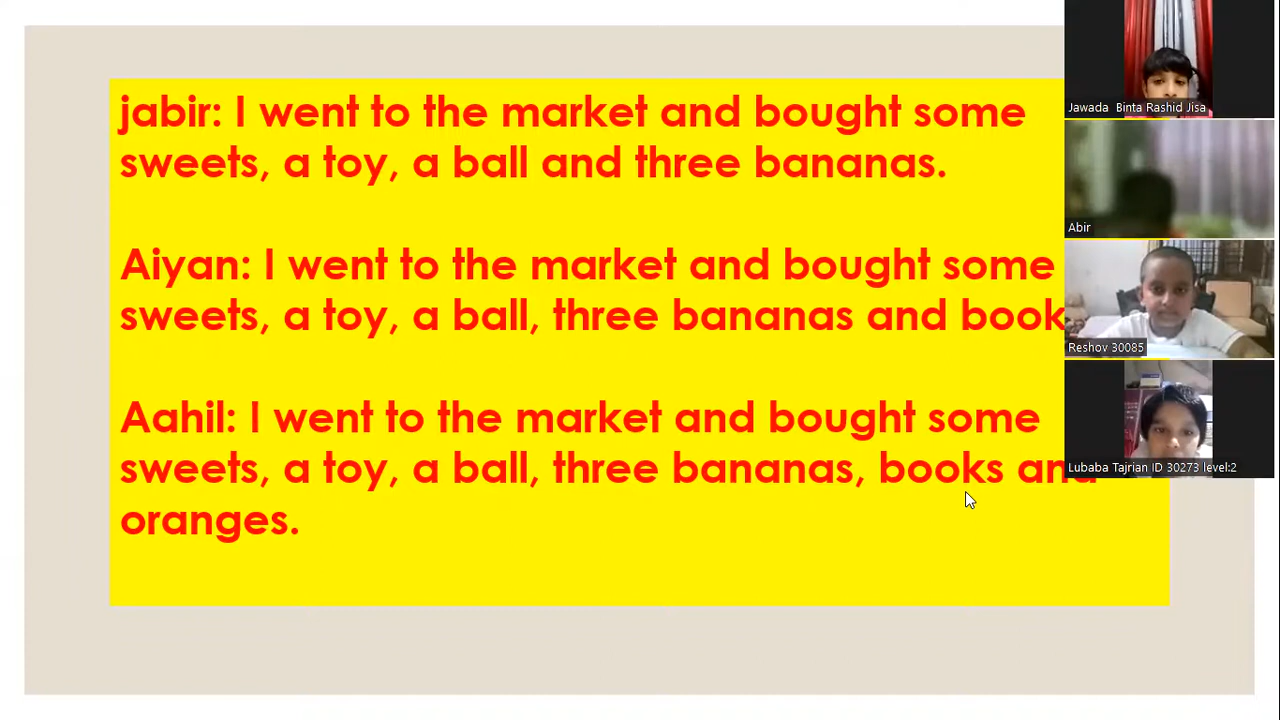 jabir: I went to the market and bought some
sweets, a toy, a ball and three bananas.
Aiyan: I went to the market and bought some
sweets, a toy, a ball, three bananas and book
Aahil: I went to the market and bought some
sweets, a toy, a ball, three bananas, books and
oranges.
Jawada Binta Rashid Jisa
Abir
Reshov 30085
Lubaba Tajrian ID 30273 level:2